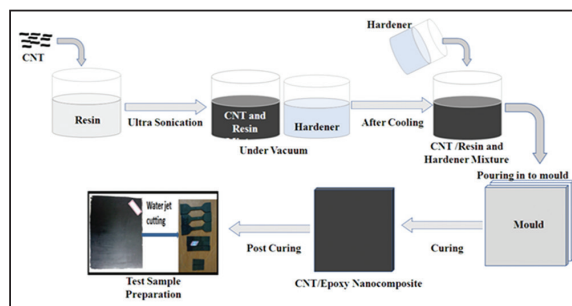 Hardener
CNT
Resin
Ultra Sonication
CNT and
Resin
Hardener
Under Vacuum
After Cooling
CNT /Resin and
Hardener Mixture
Pouring in to mould
Mould
Curing
CNT/Epoxy Nanocomposite
Post Curing
Water jet
cutting
Test Sample
Preparation